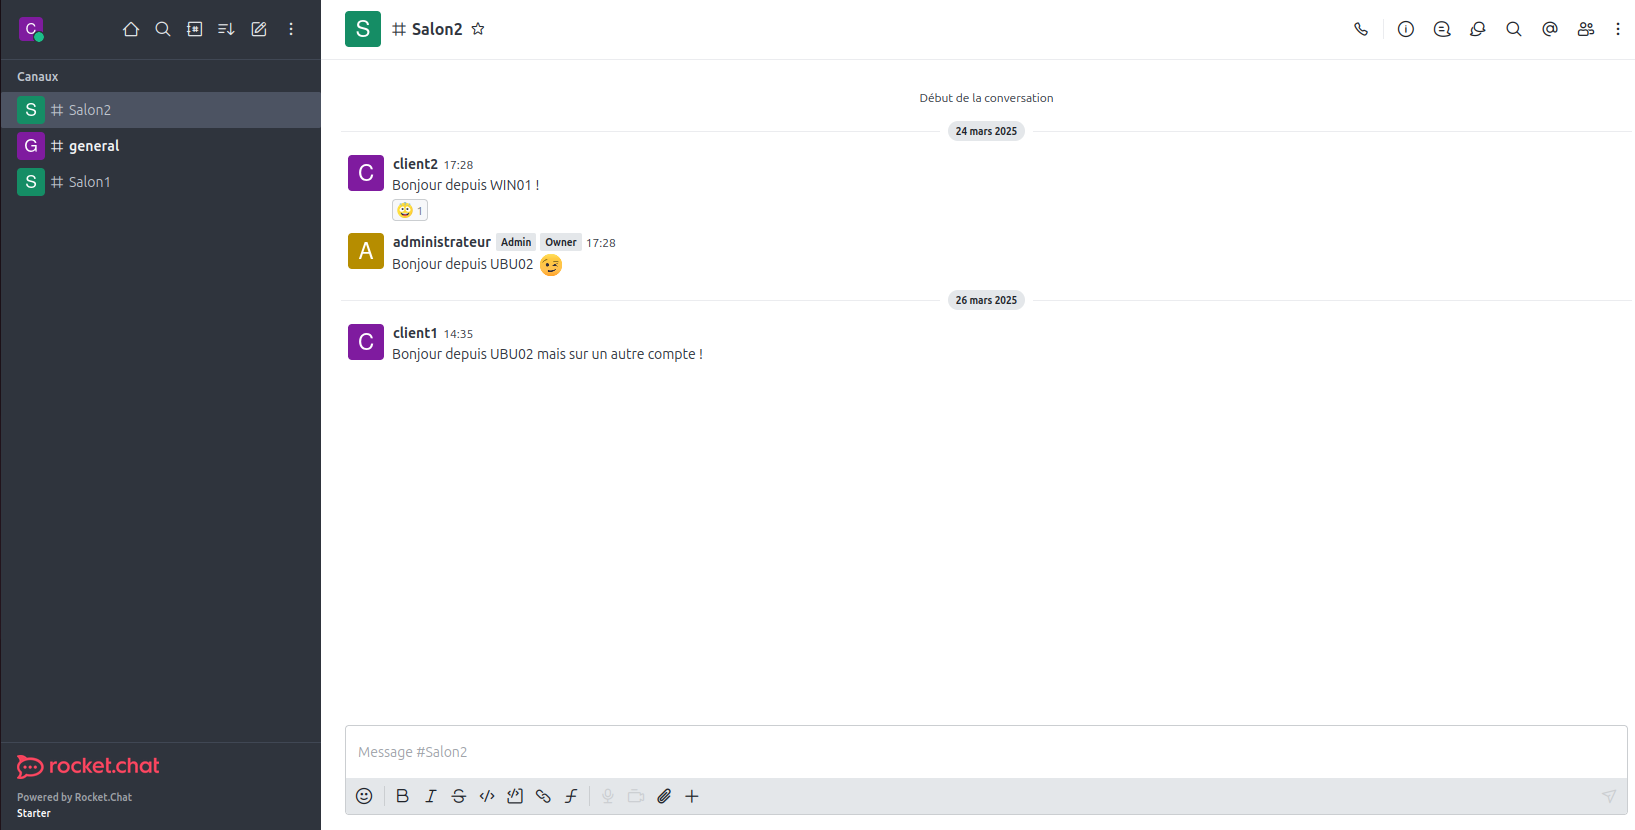 C
Canaux
S Salon2
G general
S Salon1
rocket.chat
Powered by Rocket.Chat
Starter
S Salon2
Début de la conversation
24 mars 2025
C client2 17:28
Bonjour depuis WIN01 !
1
A administrateur Admin Owner 17:28
Bonjour depuis UBU02
26 mars 2025
C client1 14:35
Bonjour depuis UBU02 mais sur un autre compte !
Message #Salon2